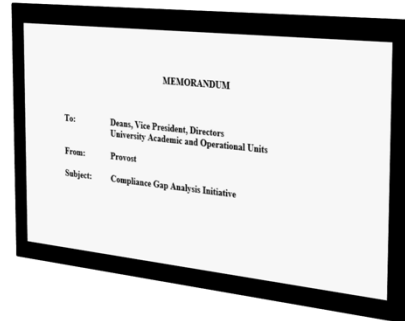 MEMORANDUM
To: Deans, Vice President, Directors
University Academic and Operational Units
From: Provost
Subject: Compliance Gap Analysis Initiative